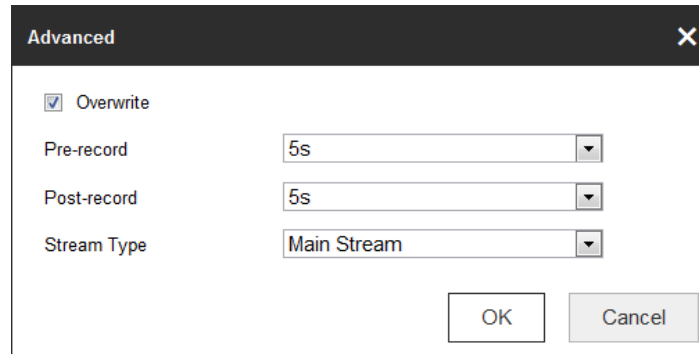 Advanced
Overwrite
Pre-record 5s
Post-record 5s
Stream Type Main Stream
OK Cancel